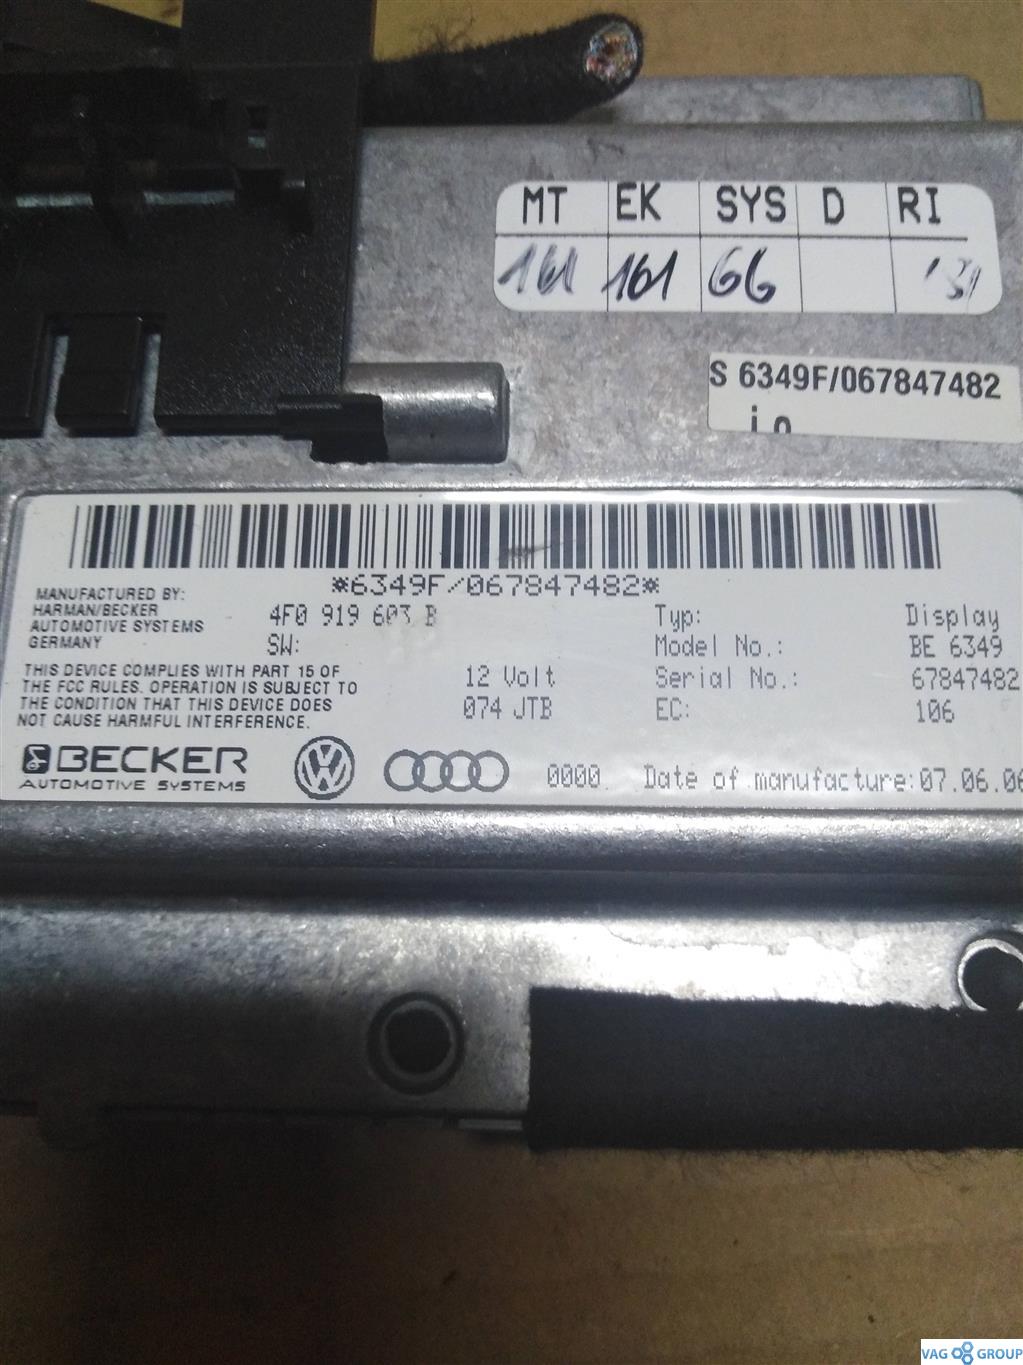 MT EK SYS D RI
161 161 66
S 6349F/067847482
*6349F/067847482*
MANUFACTURED BY:
HARMAN/BECKER
AUTOMOTIVE SYSTEMS
GERMANY
4F0 919 603 B
SW:
Typ: Display
Model No.: BE 6349
THIS DEVICE COMPLIES WITH PART 15 OF
THE FCC RULES. OPERATION IS SUBJECT TO
THE CONDITION THAT THIS DEVICE DOES
NOT CAUSE HARMFUL INTERFERENCE.
12 Volt
074 JTB
Serial No.: 67847482
EC: 106
BECKER
AUTOMOTIVE SYSTEMS
0000 Date of manufacture:07.06.06
VAG GROUP